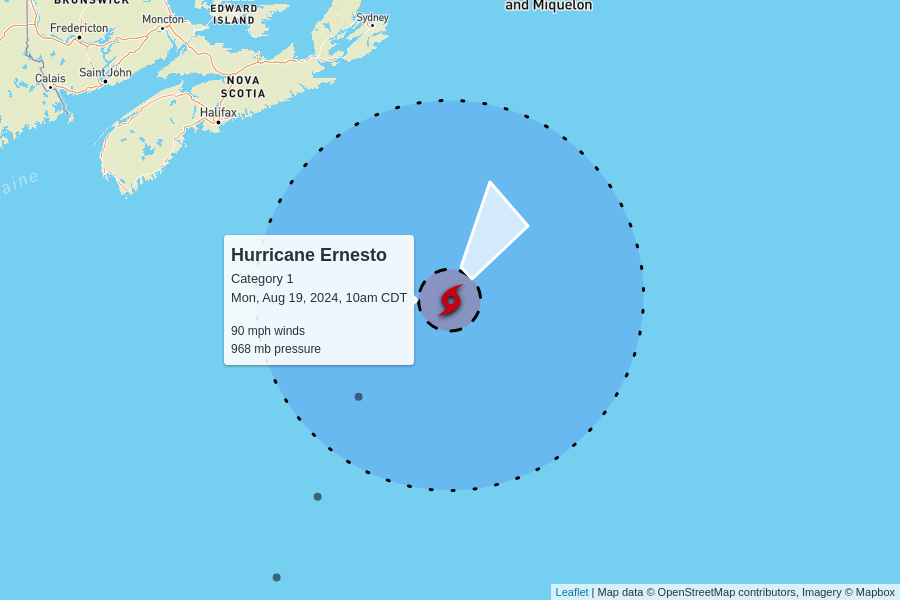 BRUNSWICK
EDWARD
ISLAND
and Miquelon
Moncton
Sydney
Fredericton
Calais
Saint John
NOVA
SCOTIA
Halifax
aine
Hurricane Ernesto
Category 1
Mon, Aug 19, 2024, 10am CDT
90 mph winds
968 mb pressure
Leaflet | Map data © OpenStreetMap contributors, Imagery © Mapbox